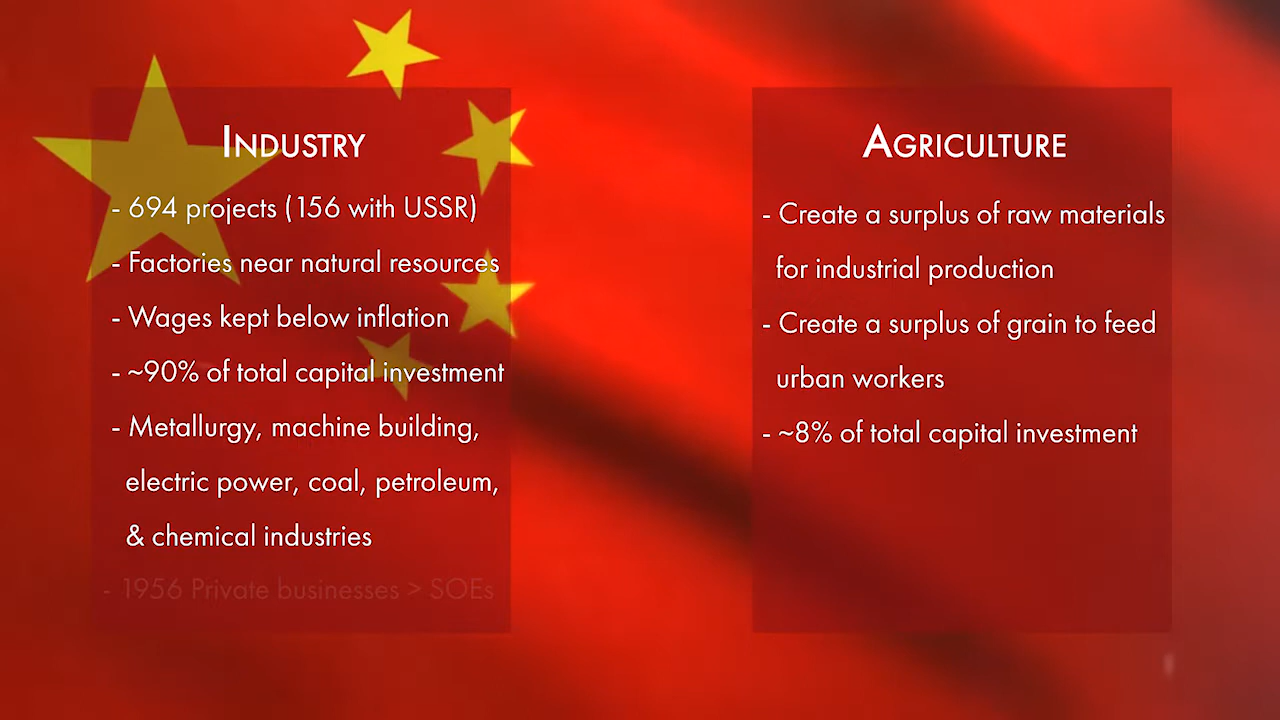 INDUSTRY
- 694 projects (156 with USSR)
- Factories near natural resources
- Wages kept below inflation
- ~90% of total capital investment
- Metallurgy, machine building,
electric power, coal, petroleum,
& chemical industries
- 1956 Private businesses > SOEs
AGRICULTURE
- Create a surplus of raw materials
for industrial production
- Create a surplus of grain to feed
urban workers
- ~8% of total capital investment